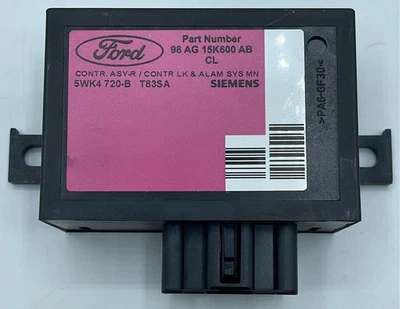 Ford
Part Number
98 AG 15K600 AB
CL
CONTR. ASY-R / CONTR LK & ALAM SYS MN
5WK4 720-B T83SA SIEMENS
>PA6-GF30<